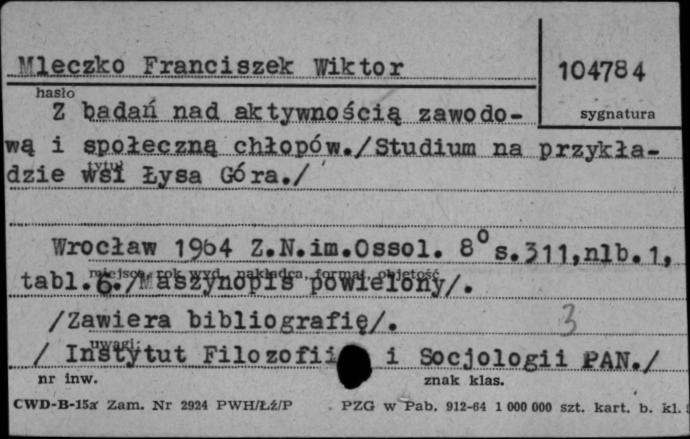 Mleczko Franciszek Wiktor
104784
hasło
sygnatura
Z badań nad aktywnością zawodo-
wą i społeczną chłopów./Studium na przykła-
tytuł
dzie wsi Łysa Góra./
Wrocław 1964 Z.N.im.Ossol. 8° s.311,nlb.1,
miejsce, rok wyd., nakładca, format, objętość
tabl.6./Maszynopis powielony/.
/Zawiera bibliografię/.
3
uwagi:
/ Instytut Filozofii i Socjologii PAN./
nr inw.
znak klas.
CWD-B-15a Zam. Nr 2924 PWH/Łź/P
PZG w Pab. 912-64 1 000 000 szt. kart. b. kl.